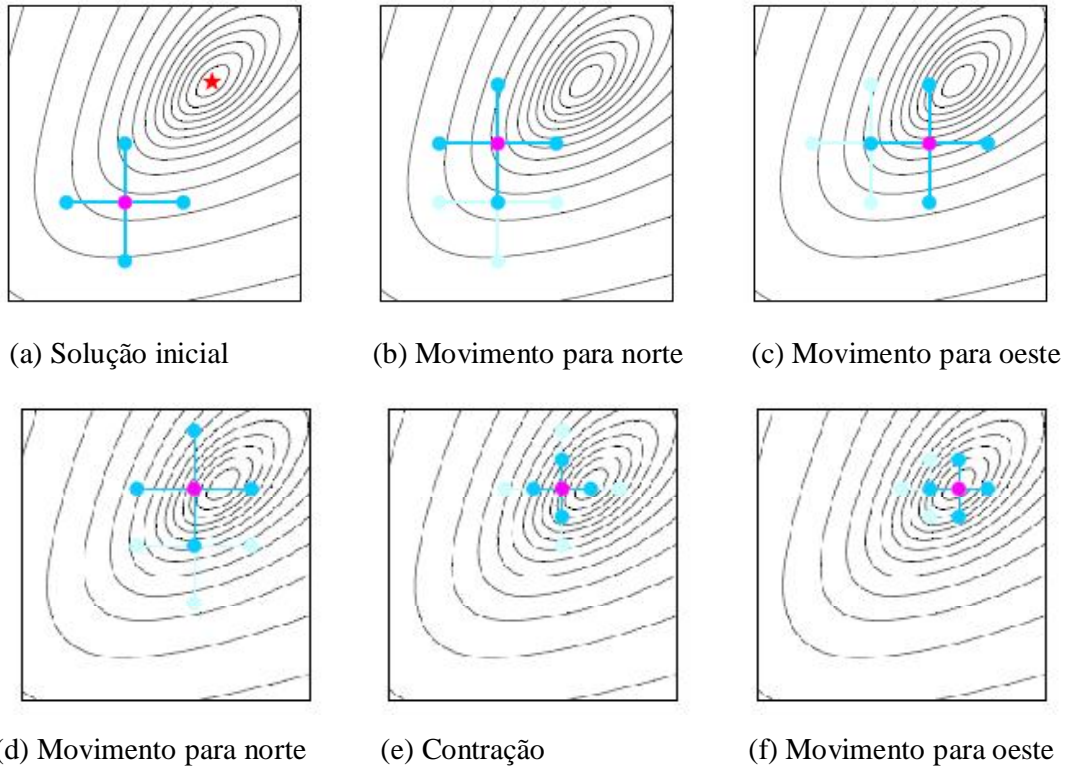 (a) Solução inicial
(b) Movimento para norte
(c) Movimento para oeste
(d) Movimento para norte
(e) Contração
(f) Movimento para oeste